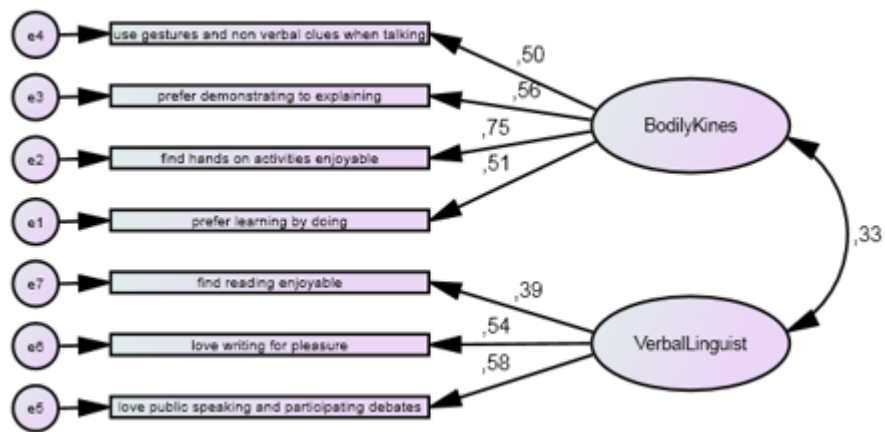 e4 use gestures and non verbal clues when talking ,50
e3 prefer demonstrating to explaining ,56
BodilyKines
e2 find hands on activities enjoyable ,75
e1 prefer learning by doing ,51
,33
e7 find reading enjoyable ,39
e6 love writing for pleasure ,54
VerbalLinguist
e5 love public speaking and participating debates ,58